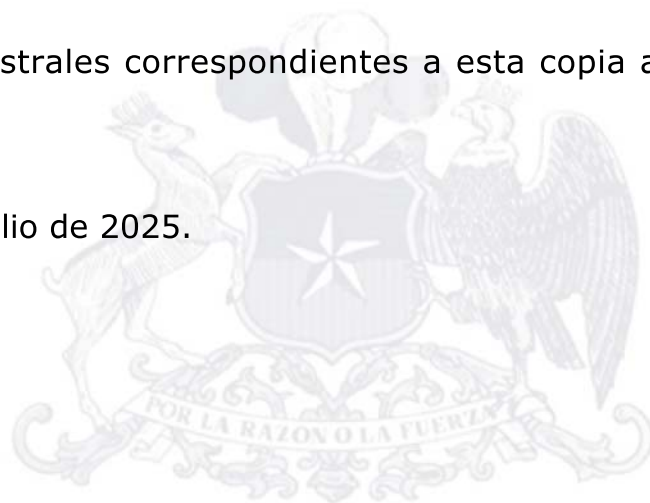 strales correspondientes a esta copia a
lio de 2025.
POR LA RAZON O LA FUERZA